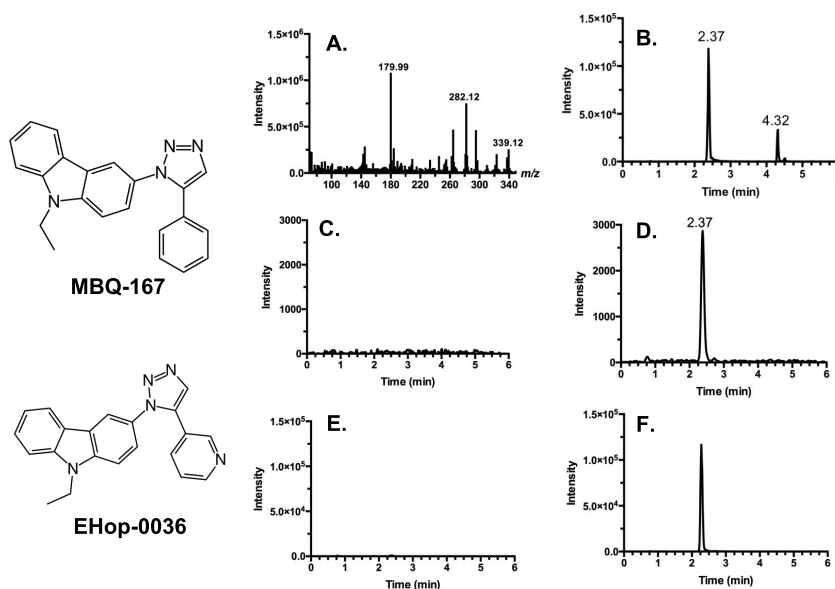 N=N
N
N
MBQ-167
N
N
N
N
N
EHop-0036
A.
Intensity
1.5×10⁶
1.0×10⁶
5.0×10⁵
0.0
179.99
282.12
339.12
100 140 180 220 260 300 340 m/z
B.
Intensity
1.5×10⁵
1.0×10⁵
5.0×10⁴
0.0
2.37
4.32
0 1 2 3 4 5
Time (min)
C.
Intensity
3000
2000
1000
0
0 1 2 3 4 5 6
Time (min)
D.
Intensity
3000
2000
1000
0
2.37
0 1 2 3 4 5 6
Time (min)
E.
Intensity
1.5×10⁵
1.0×10⁵
5.0×10⁴
0.0
0 1 2 3 4 5 6
Time (min)
F.
Intensity
1.5×10⁵
1.0×10⁵
5.0×10⁴
0.0
0 1 2 3 4 5 6
Time (min)